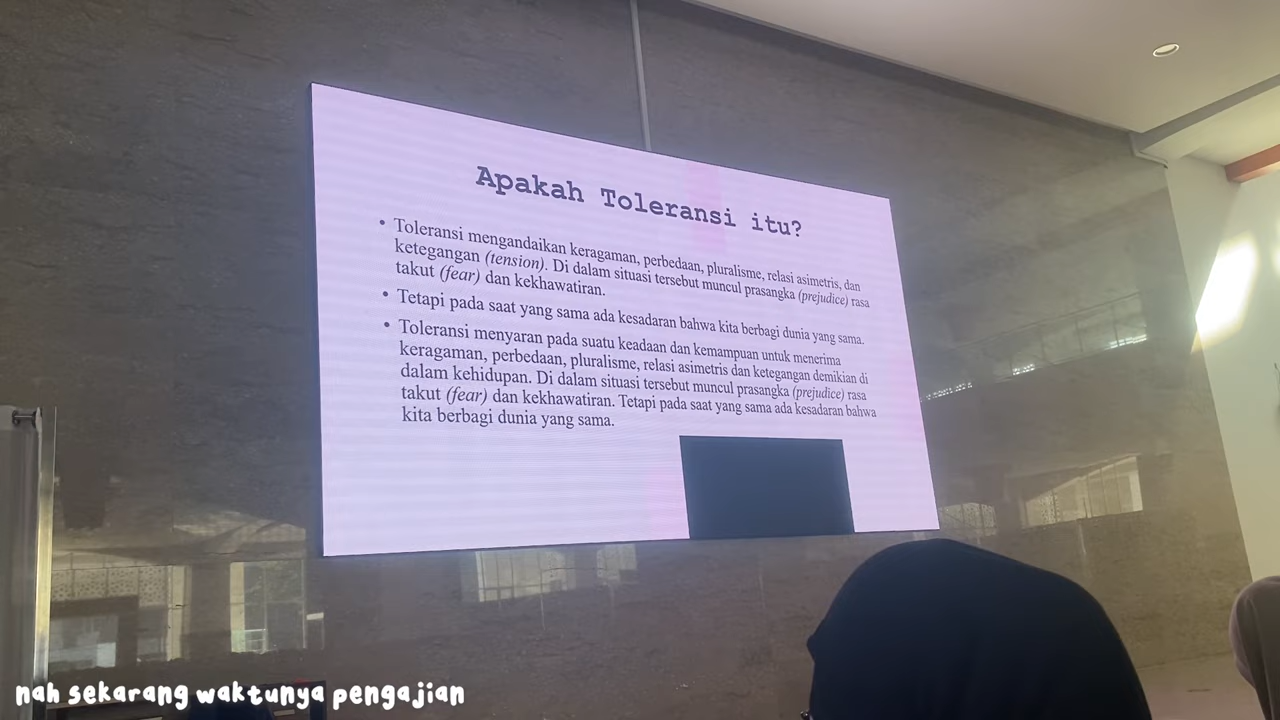 Apakah Toleransi itu?
• Toleransi mengandaikan keragaman, perbedaan, pluralisme, relasi asimetris, dan
ketegangan (tension). Di dalam situasi tersebut muncul prasangka (prejudice) rasa
takut (fear) dan kekhawatiran.
• Tetapi pada saat yang sama ada kesadaran bahwa kita berbagi dunia yang sama.
• Toleransi menyaran pada suatu keadaan dan kemampuan untuk menerima
keragaman, perbedaan, pluralisme, relasi asimetris dan ketegangan demikian di
dalam kehidupan. Di dalam situasi tersebut muncul prasangka (prejudice) rasa
takut (fear) dan kekhawatiran. Tetapi pada saat yang sama ada kesadaran bahwa
kita berbagi dunia yang sama.
nah sekarang waktunya pengajian